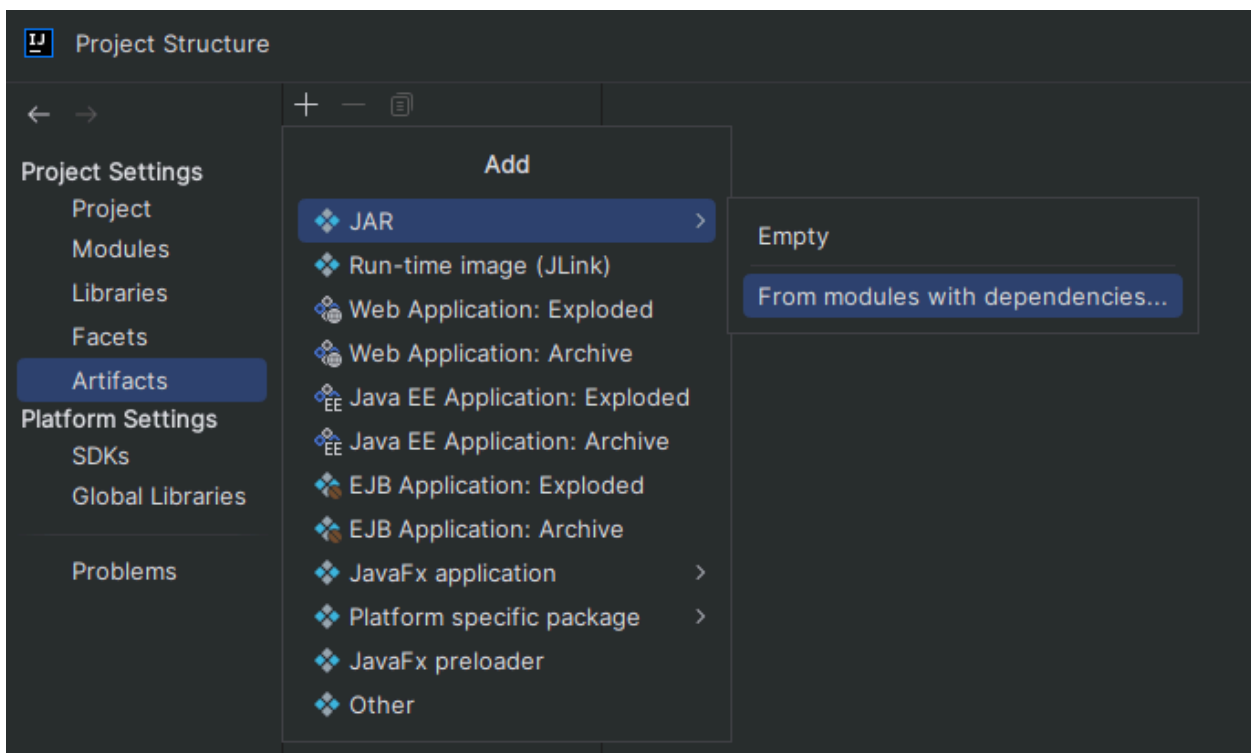 IJ
Project Structure
Project Settings
Project
Modules
Libraries
Facets
Artifacts
Platform Settings
SDKs
Global Libraries
Problems
Add
JAR
Run-time image (JLink)
Web Application: Exploded
Web Application: Archive
EE Java EE Application: Exploded
EE Java EE Application: Archive
EJB Application: Exploded
EJB Application: Archive
JavaFx application
Platform specific package
JavaFx preloader
Other
Empty
From modules with dependencies...